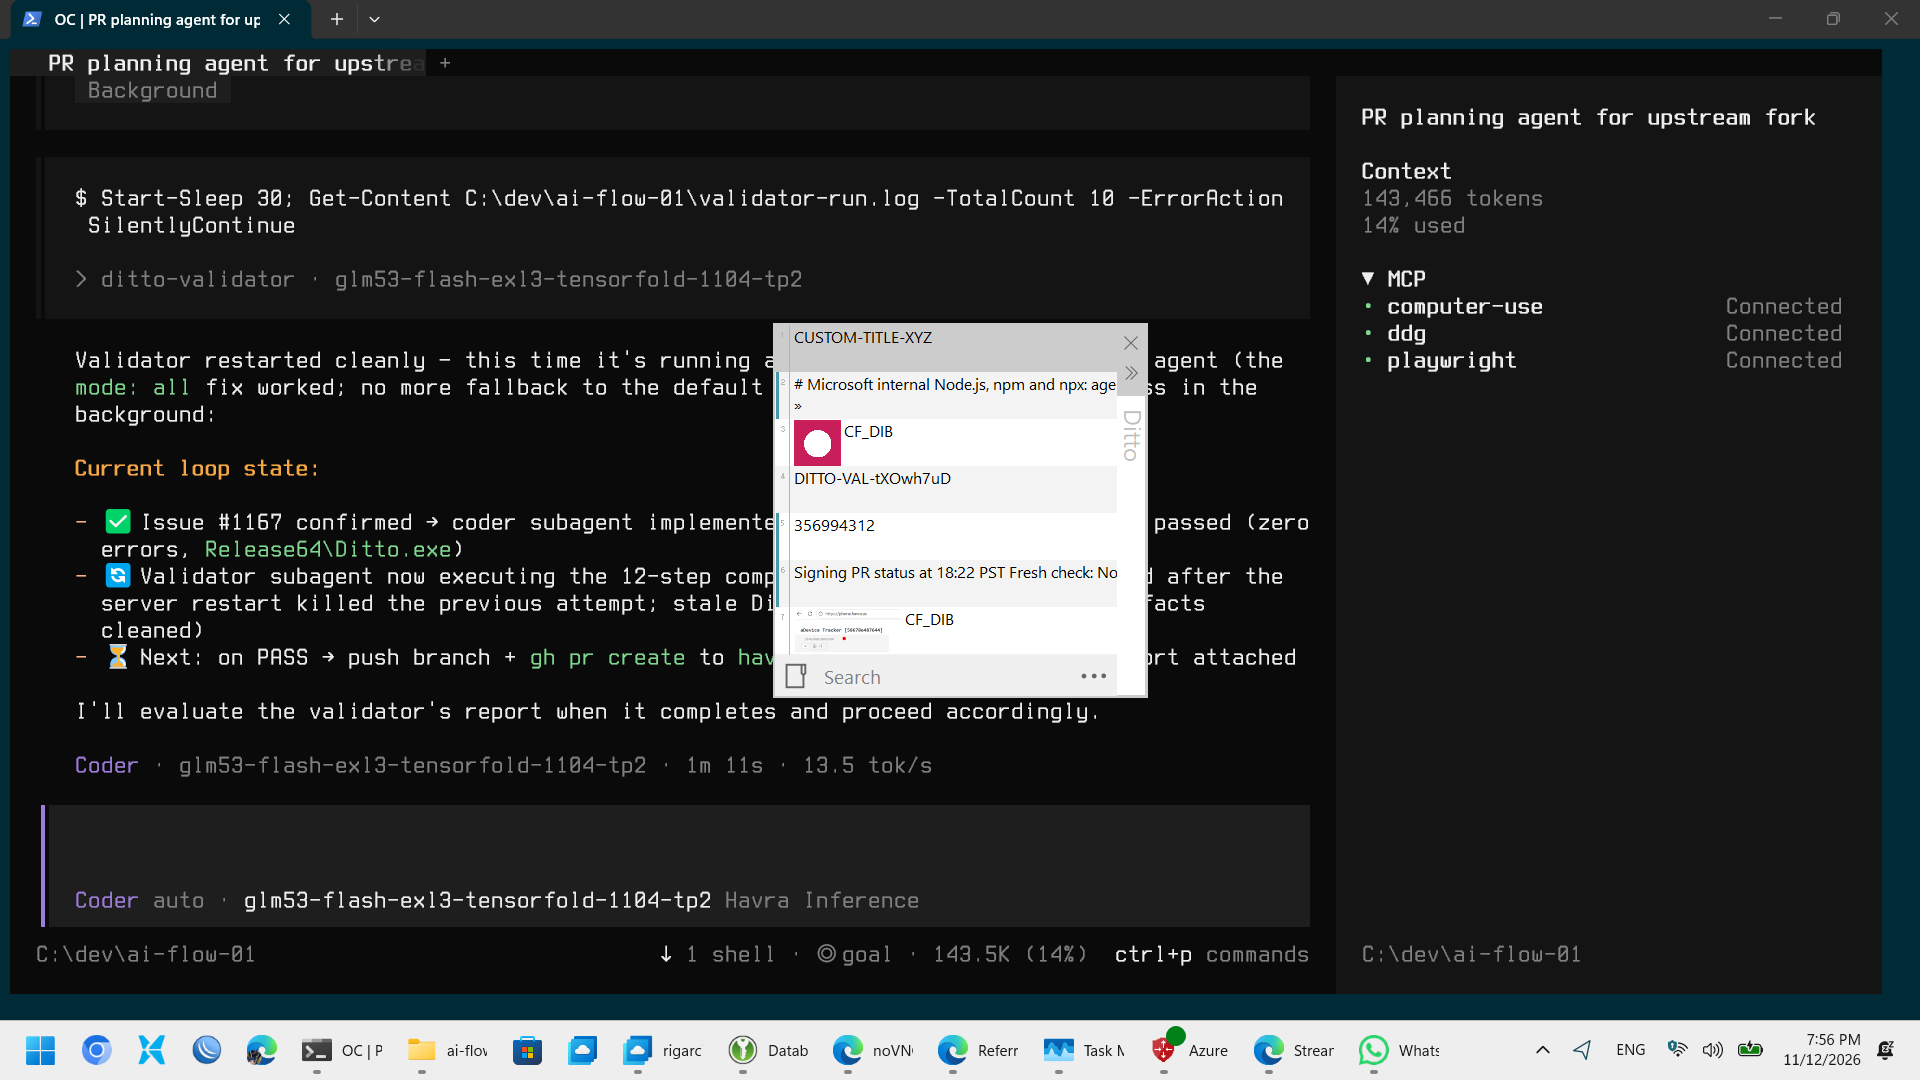 OC | PR planning agent for up
PR planning agent for upstrea
Background
$ Start-Sleep 30; Get-Content C:\dev\ai-flow-01\validator-run.log -TotalCount 10 -ErrorAction
SilentlyContinue
> ditto-validator · glm53-flash-exl3-tensorfold-1104-tp2
Validator restarted cleanly - this time it's running a
agent (the
mode: all fix worked; no more fallback to the default
ss in the
background:
Current loop state:
- ✅ Issue #1167 confirmed → coder subagent implemente
passed (zero
errors, Release64\Ditto.exe)
- 🔄 Validator subagent now executing the 12-step comp
d after the
server restart killed the previous attempt; stale Di
facts
cleaned)
- ⏳ Next: on PASS → push branch + gh pr create to hav
ort attached
I'll evaluate the validator's report when it completes and proceed accordingly.
Coder · glm53-flash-exl3-tensorfold-1104-tp2 · 1m 11s · 13.5 tok/s
Coder auto · glm53-flash-exl3-tensorfold-1104-tp2 Havra Inference
C:\dev\ai-flow-01
↓ 1 shell · ◎ goal · 143.5K (14%) ctrl+p commands
PR planning agent for upstream fork
Context
143,466 tokens
14% used
▼ MCP
• computer-use Connected
• ddg Connected
• playwright Connected
C:\dev\ai-flow-01
1 CUSTOM-TITLE-XYZ
2 # Microsoft internal Node.js, npm and npx: age
»
3 CF_DIB
4 DITTO-VAL-tXOwh7uD
5 356994312
6 Signing PR status at 18:22 PST Fresh check: No
7 aDevice Tracker [58678e487644]
CF_DIB
Ditto
Search
OC | P
ai-flov
rigarc
Datab
noVN
Referr
Task M
Azure
Strear
Whats
ENG
7:56 PM
11/12/2026